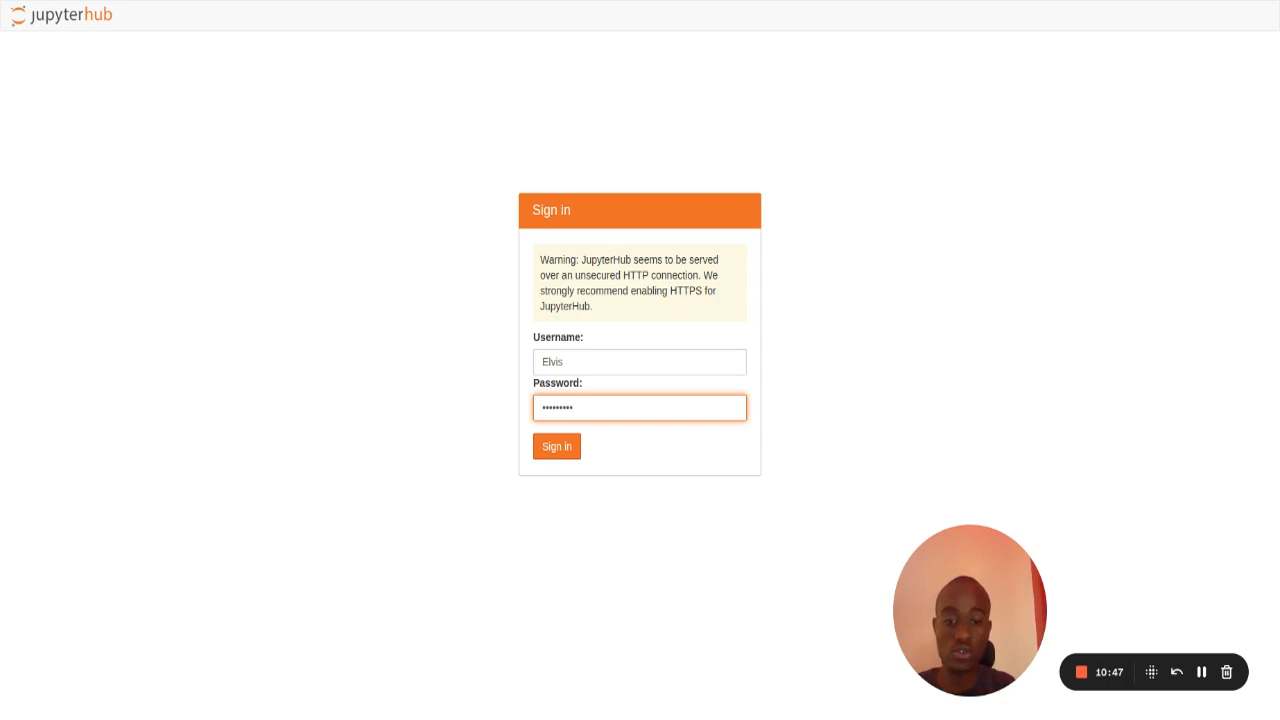 jupyterhub
Sign in
Warning: JupyterHub seems to be served
over an unsecured HTTP connection. We
strongly recommend enabling HTTPS for
JupyterHub.
Username:
Elvis
Password:
•••••••••
Sign in
10:47